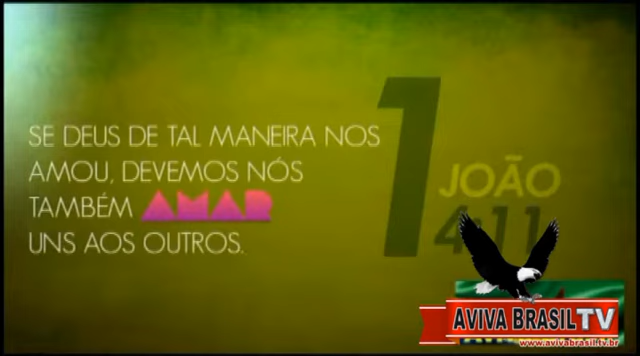 SE DEUS DE TAL MANEIRA NOS
AMOU, DEVEMOS NÓS
TAMBÉM AMAR
UNS AOS OUTROS.
1
JOÃO
4:11
AVIVA BRASIL TV
www.avivabrasil.tv.br